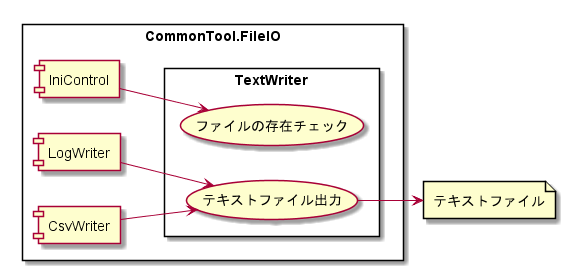 CommonTool.FileIO
TextWriter
IniControl
ファイルの存在チェック
LogWriter
テキストファイル出力
テキストファイル
CsvWriter